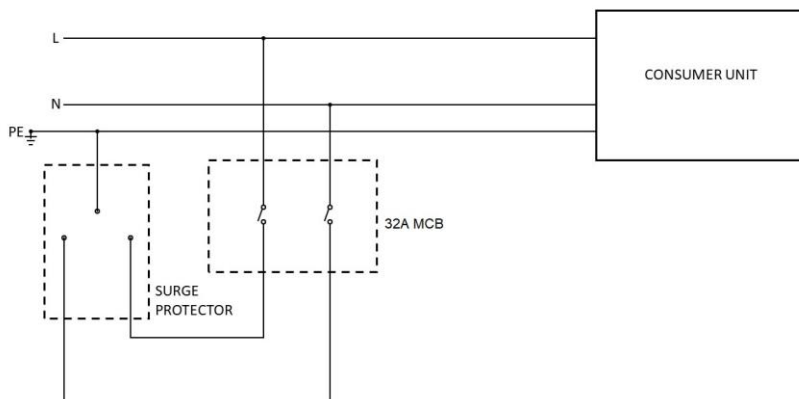 L
CONSUMER UNIT
N
PE
32A MCB
SURGE
PROTECTOR